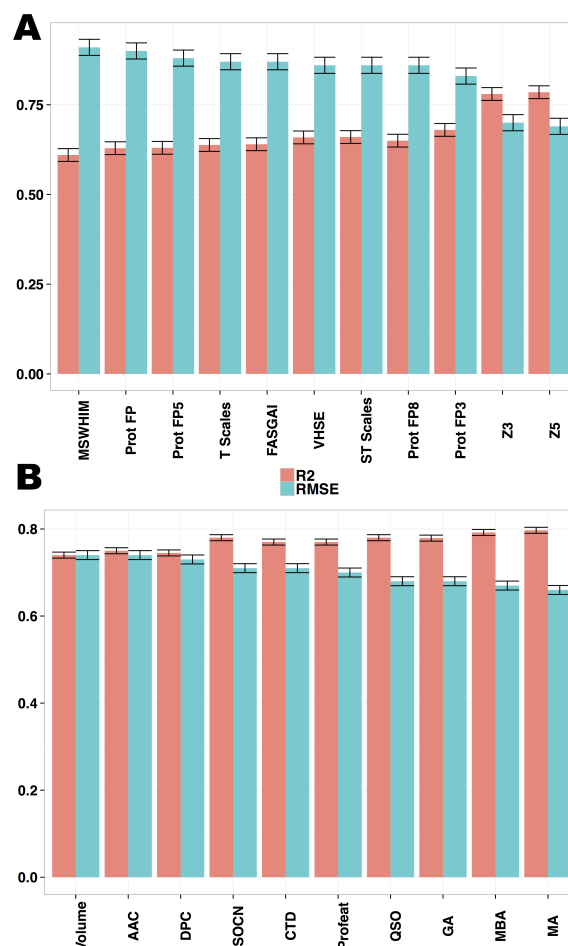 A
0.75
0.50
0.25
0.00
MSWHIM
Prot FP
Prot FP5
T Scales
FASGAI
VHSE
ST Scales
Prot FP8
Prot FP3
Z3
Z5
R2
RMSE
B
0.8
0.6
0.4
0.2
0.0
Volume
AAC
DPC
SOCN
CTD
Profeat
QSO
GA
MBA
MA